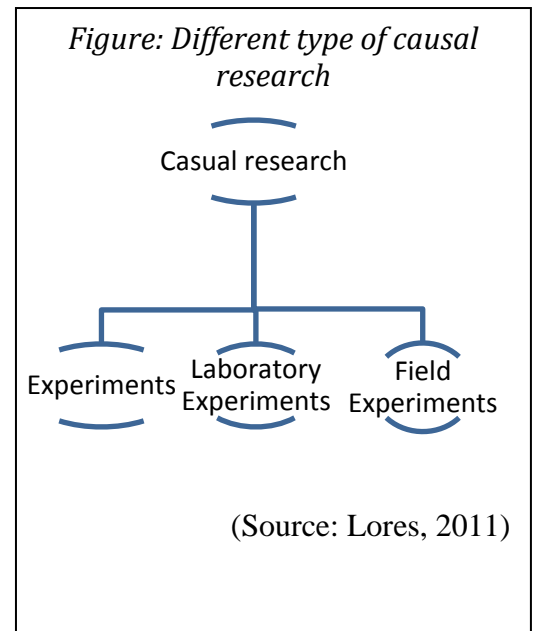 Figure: Different type of causal
research
Casual research
Experiments
Laboratory
Experiments
Field
Experiments
(Source: Lores, 2011)